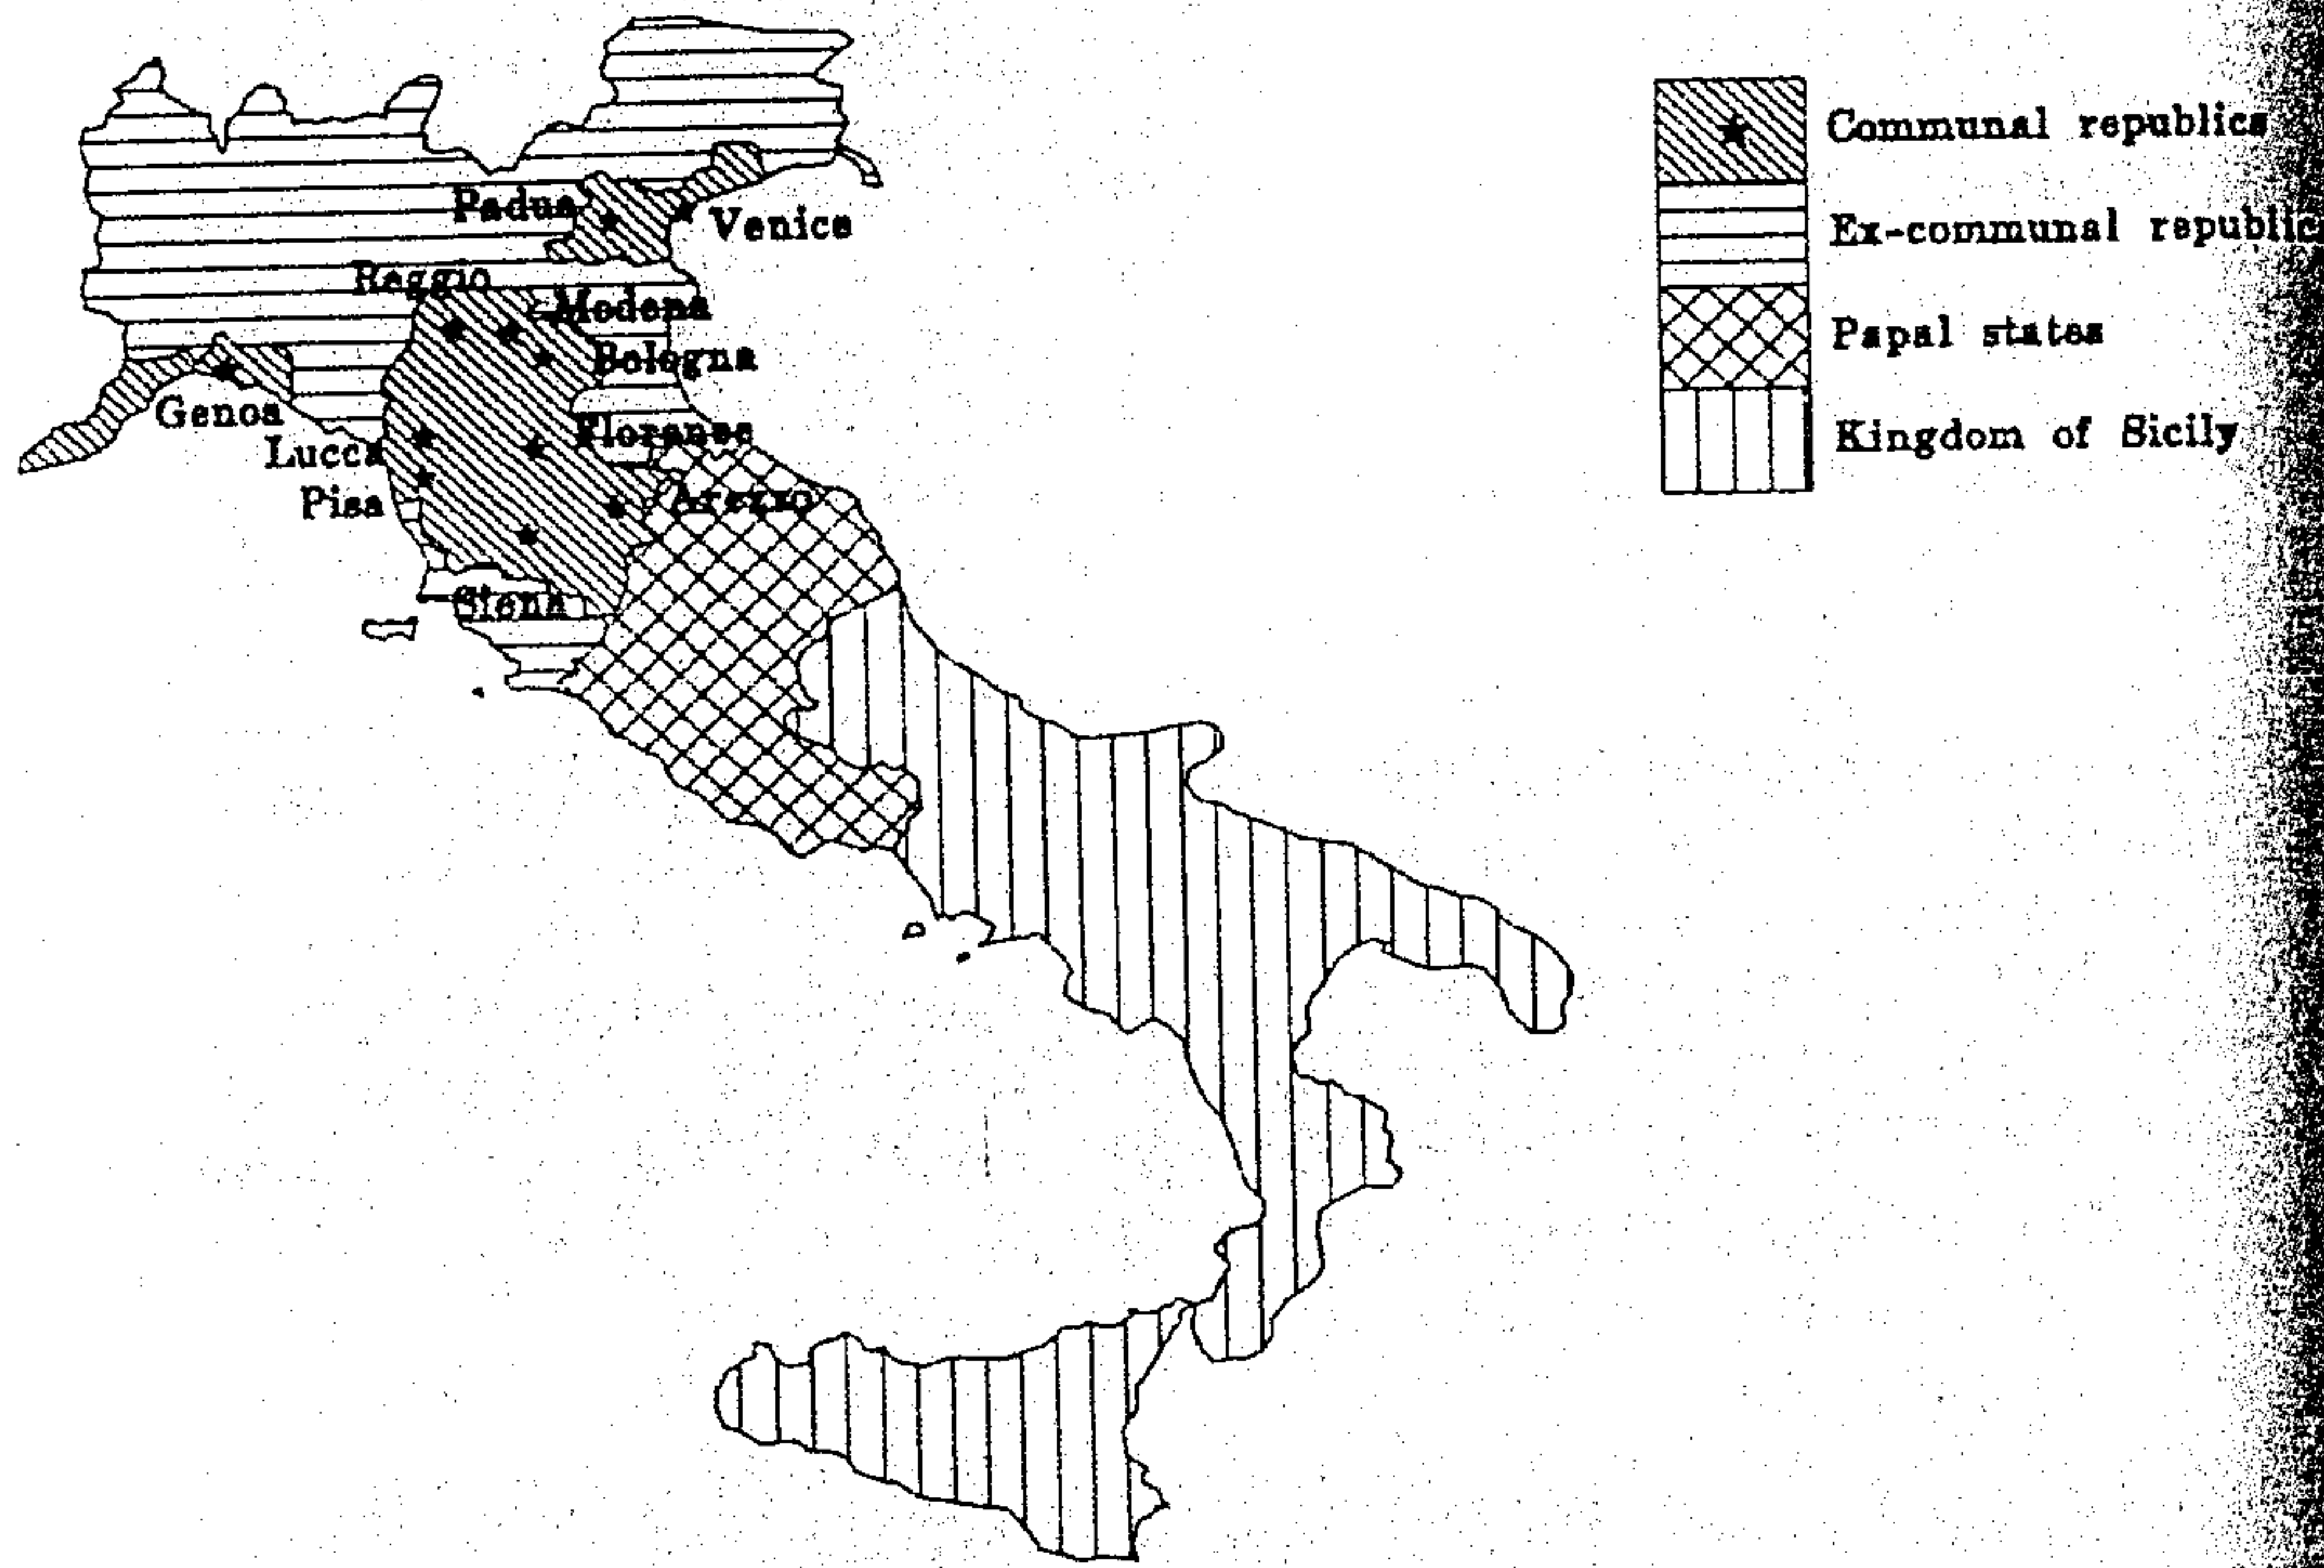 Padua
Venice
Reggio
Modena
Bologna
Genoa
Florence
Lucca
Pisa
Arezzo
Siena
Communal republics
Ex-communal republics
Papal states
Kingdom of Sicily